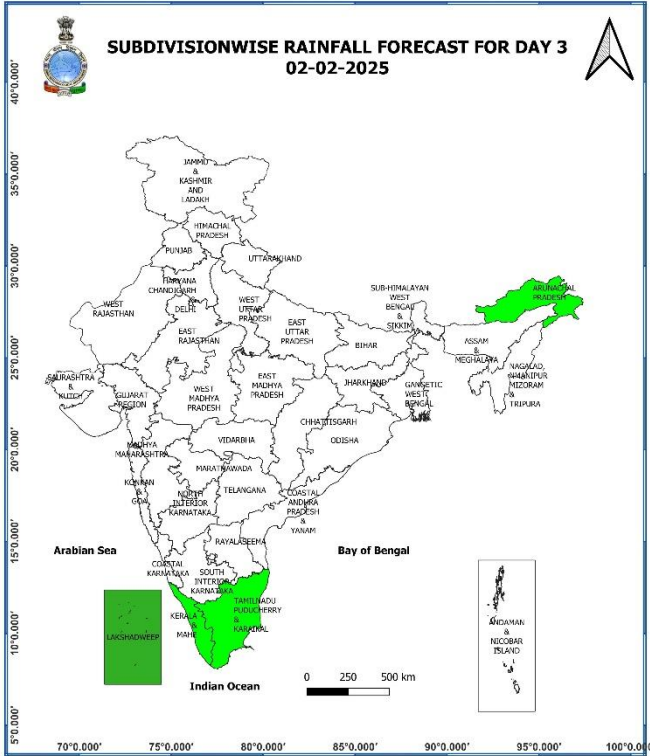 SUBDIVISIONWISE RAINFALL FORECAST FOR DAY 3
02-02-2025
JAMMU
&
KASHMIR
AND
LADAKH
HIMACHAL
PRADESH
PUNJAB
UTTARAKHAND
HARYANA
CHANDIGARH
&
DELHI
WEST
RAJASTHAN
WEST
UTTAR
PRADESH
SUB-HIMALAYAN
WEST
BENGAL
&
SIKKIM
ARUNACHAL
PRADESH
EAST
RAJASTHAN
EAST
UTTAR
PRADESH
BIHAR
ASSAM
&
MEGHALAYA
NAGALAD,
MANIPUR
MIZORAM
&
TRIPURA
SAURASHTRA
&
KUTCH
GUJARAT
REGION
WEST
MADHYA
PRADESH
EAST
MADHYA
PRADESH
JHARKHAND
GANGETIC
WEST
BENGAL
CHHATTISGARH
ODISHA
VIDARBHA
MADHYA
MAHARASHTRA
MARATHAWADA
KONKAN
&
GOA
NORTH
INTERIOR
KARNATAKA
TELANGANA
COASTAL
ANDHRA
PRADESH
&
YANAM
RAYALASEEMA
Arabian Sea
Bay of Bengal
COASTAL
KARNATAKA
SOUTH
INTERIOR
KARNATAKA
TAMILNADU
PUDUCHERRY
&
KARAIKAL
KERALA
&
MAHE
LAKSHADWEEP
ANDAMAN
&
NICOBAR
ISLAND
Indian Ocean
0 250 500 km
40°0.000'
35°0.000'
30°0.000'
25°0.000'
20°0.000'
15°0.000'
10°0.000'
5°0.000'
70°0.000' 75°0.000' 80°0.000' 85°0.000' 90°0.000' 95°0.000'